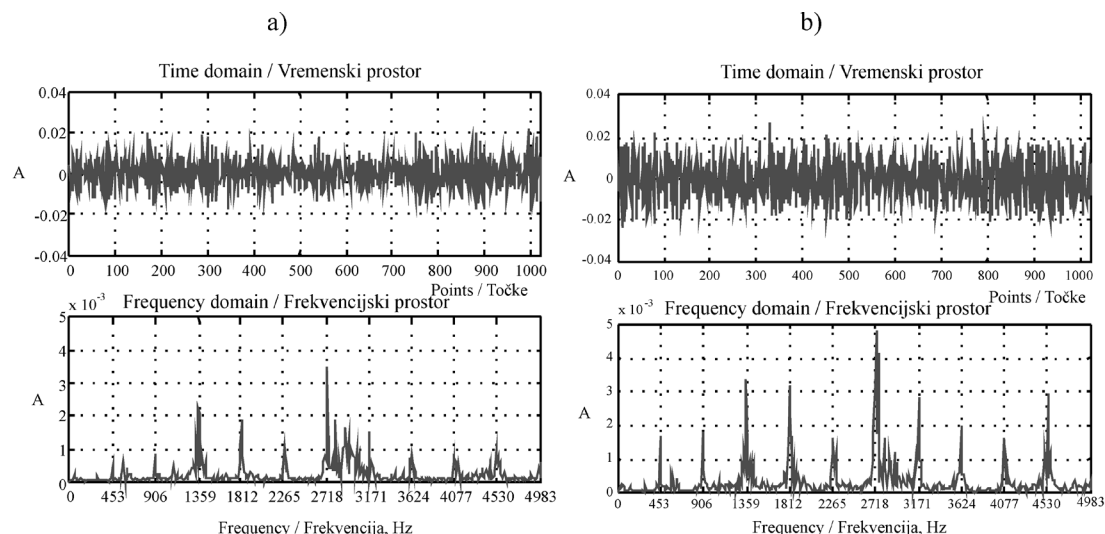 a)
Time domain / Vremenski prostor
0.04
0.02
A
0
-0.02
-0.04
0 100 200 300 400 500 600 700 800 900 1000
Points / Točke
x 10-3
Frequency domain / Frekvencijski prostor
5
4
3
A
2
1
0
0 453 906 1359 1812 2265 2718 3171 3624 4077 4530 4983
Frequency / Frekvencija, Hz
b)
Time domain / Vremenski prostor
0.04
0.02
A
0
-0.02
-0.04
0 100 200 300 400 500 600 700 800 900 1000
Points / Točke
x 10-3
Frequency domain / Frekvencijski prostor
5
4
3
A
2
1
0
0 453 906 1359 1812 2265 2718 3171 3624 4077 4530 4983
Frequency / Frekvencija, Hz